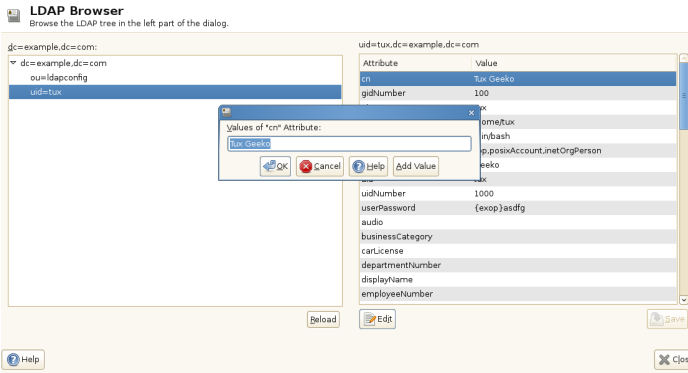 LDAP Browser
Browse the LDAP tree in the left part of the dialog.
dc=example,dc=com:
dc=example,dc=com
ou=ldapconfig
uid=tux
Reload
uid=tux,dc=example,dc=com
Attribute Value
cn Tux Geeko
gidNumber 100
ome/tux
in/bash
op,posixAccount,inetOrgPerson
eeko
uid
uidNumber 1000
userPassword {exop}asdfg
audio
businessCategory
carLicense
departmentNumber
displayName
employeeNumber
Edit
Save
Values of "cn" Attribute:
Tux Geeko
OK Cancel Help Add Value
Help
Clos